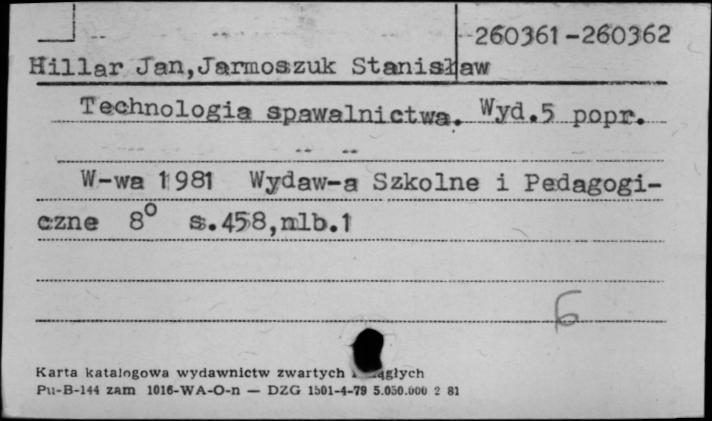 260361-260362
Hillar Jan,Jarmoszuk Stanisław
Technologia spawalnictwa. Wyd.5 popr.
W-wa 1981 Wydaw-a Szkolne i Pedagogi-
czne 8° s.458,nlb.1
6
Karta katalogowa wydawnictw zwartych
Pu-B-144 zam 1016-WA-O-n — DZG 1501-4-79 5.050.000 2 81